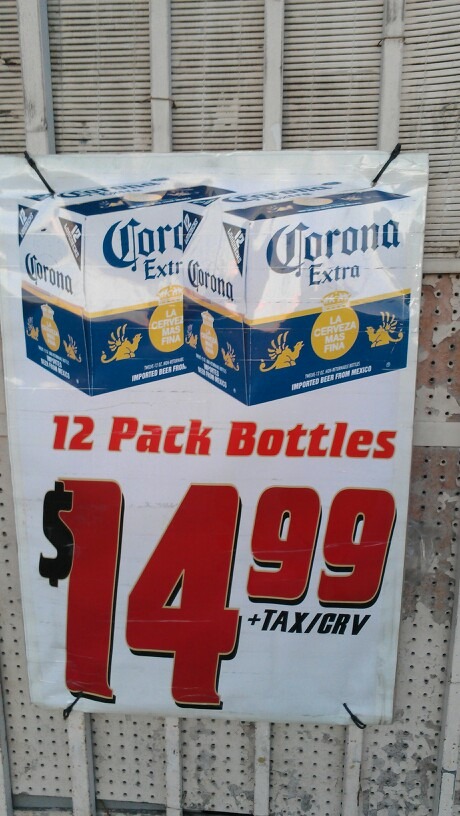 Corona
Extra
LA
CERVEZA
MAS
FINA
IMPORTED BEER FROM
Corona
Corona
Extra
LA
CERVEZA
MAS
FINA
IMPORTED BEER FROM MEXICO
Corona
12 Pack Bottles
$14 99
+TAX/CRV